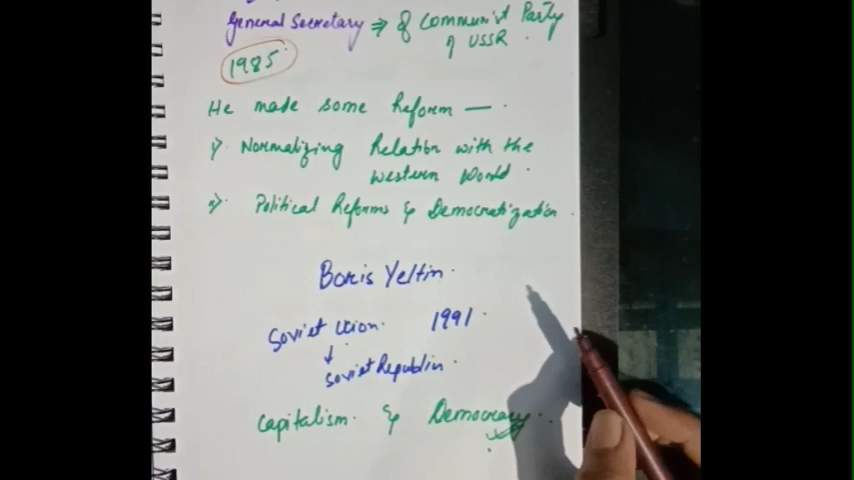 General Secretary ⇒ of Communist Party
of USSR.
1985
He made some Reform —.
i) Normalizing Relation with the
Western World.
ii) Political Reforms & Democratization.
Boris Yeltin.
Soviet Union. 1991.
↓
Soviet Republin.
Capitalism. & Democracy.